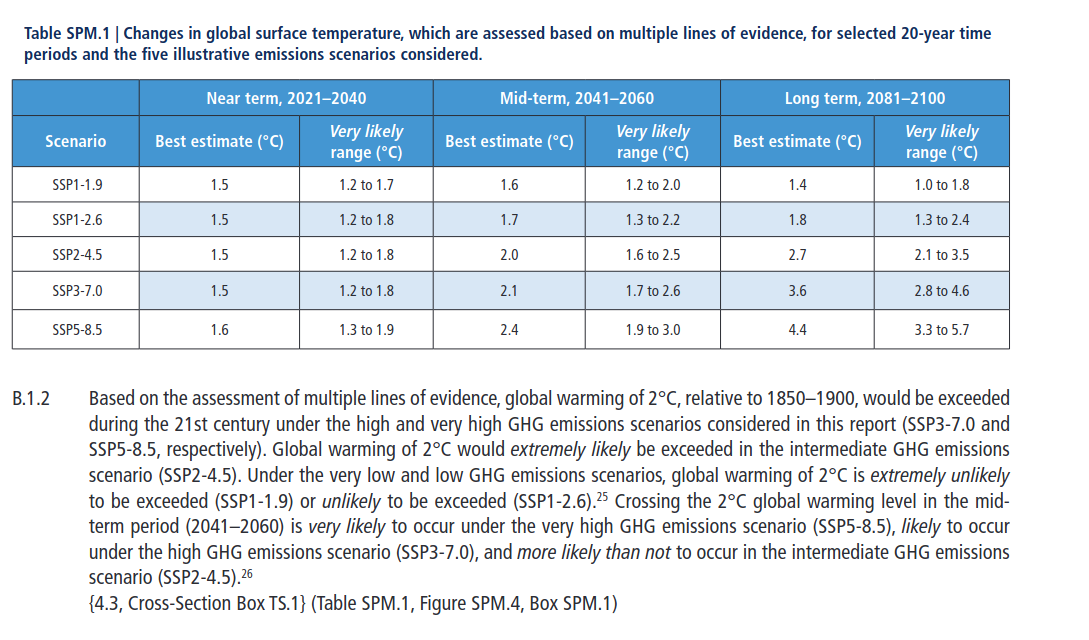 Table SPM.1 | Changes in global surface temperature, which are assessed based on multiple lines of evidence, for selected 20-year time
periods and the five illustrative emissions scenarios considered.
Near term, 2021–2040 Mid-term, 2041–2060 Long term, 2081–2100
Scenario Best estimate (°C) Very likely range (°C) Best estimate (°C) Very likely range (°C) Best estimate (°C) Very likely range (°C)
SSP1-1.9 1.5 1.2 to 1.7 1.6 1.2 to 2.0 1.4 1.0 to 1.8
SSP1-2.6 1.5 1.2 to 1.8 1.7 1.3 to 2.2 1.8 1.3 to 2.4
SSP2-4.5 1.5 1.2 to 1.8 2.0 1.6 to 2.5 2.7 2.1 to 3.5
SSP3-7.0 1.5 1.2 to 1.8 2.1 1.7 to 2.6 3.6 2.8 to 4.6
SSP5-8.5 1.6 1.3 to 1.9 2.4 1.9 to 3.0 4.4 3.3 to 5.7
B.1.2 Based on the assessment of multiple lines of evidence, global warming of 2°C, relative to 1850–1900, would be exceeded
during the 21st century under the high and very high GHG emissions scenarios considered in this report (SSP3-7.0 and
SSP5-8.5, respectively). Global warming of 2°C would extremely likely be exceeded in the intermediate GHG emissions
scenario (SSP2-4.5). Under the very low and low GHG emissions scenarios, global warming of 2°C is extremely unlikely
to be exceeded (SSP1-1.9) or unlikely to be exceeded (SSP1-2.6).25 Crossing the 2°C global warming level in the mid-
term period (2041–2060) is very likely to occur under the very high GHG emissions scenario (SSP5-8.5), likely to occur
under the high GHG emissions scenario (SSP3-7.0), and more likely than not to occur in the intermediate GHG emissions
scenario (SSP2-4.5).26
{4.3, Cross-Section Box TS.1} (Table SPM.1, Figure SPM.4, Box SPM.1)